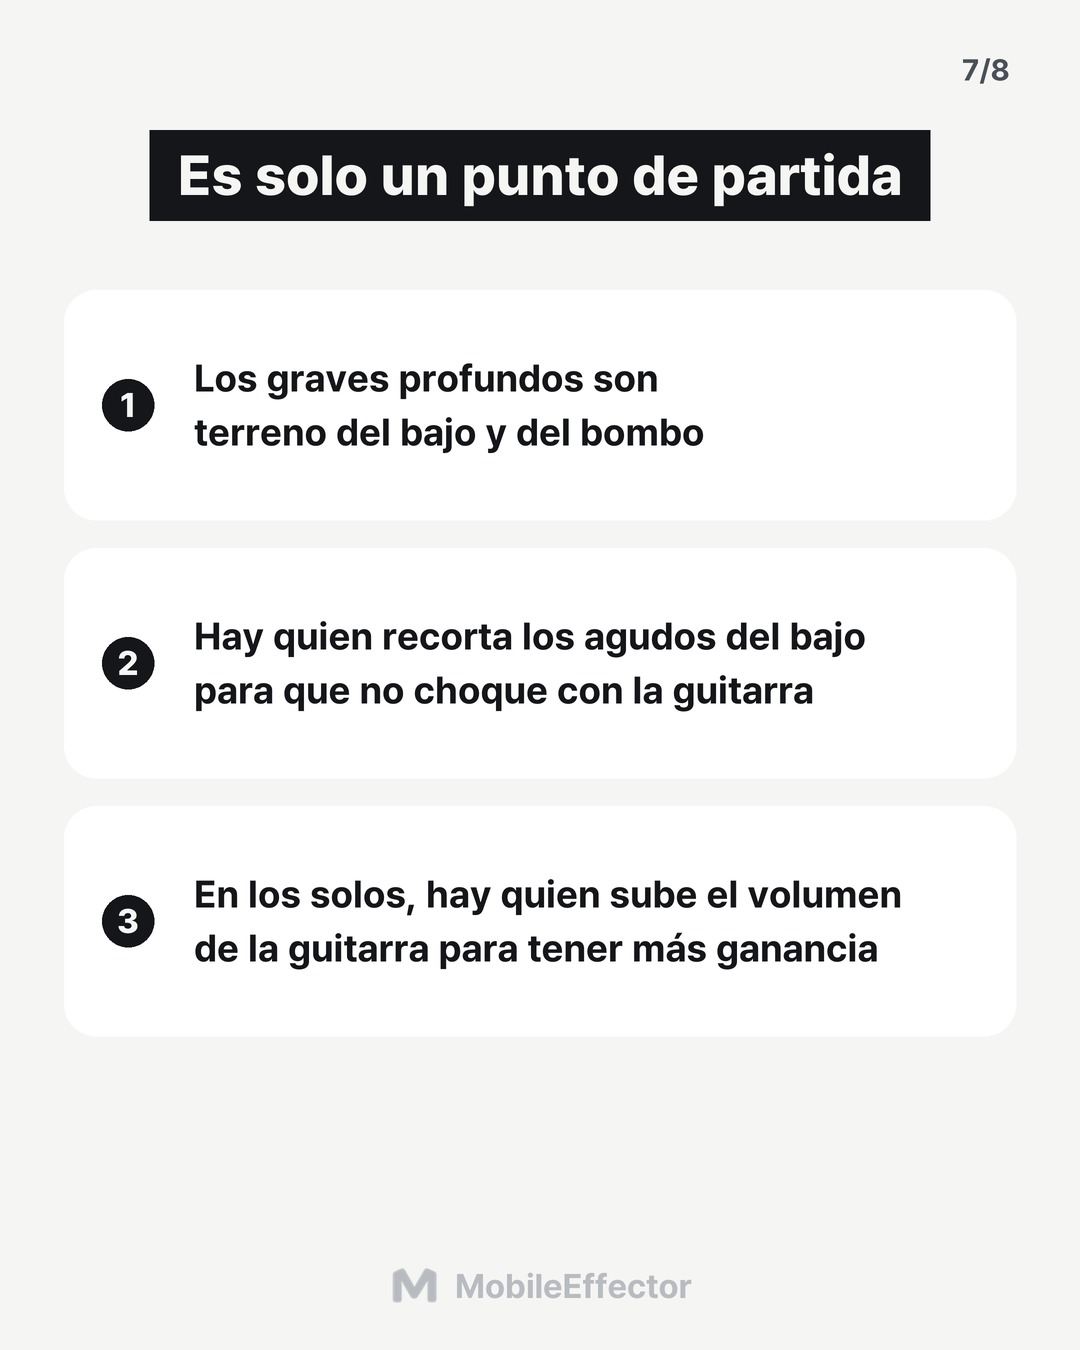 7/8
Es solo un punto de partida
1
Los graves profundos son
terreno del bajo y del bombo
2
Hay quien recorta los agudos del bajo
para que no choque con la guitarra
3
En los solos, hay quien sube el volumen
de la guitarra para tener más ganancia
MobileEffector